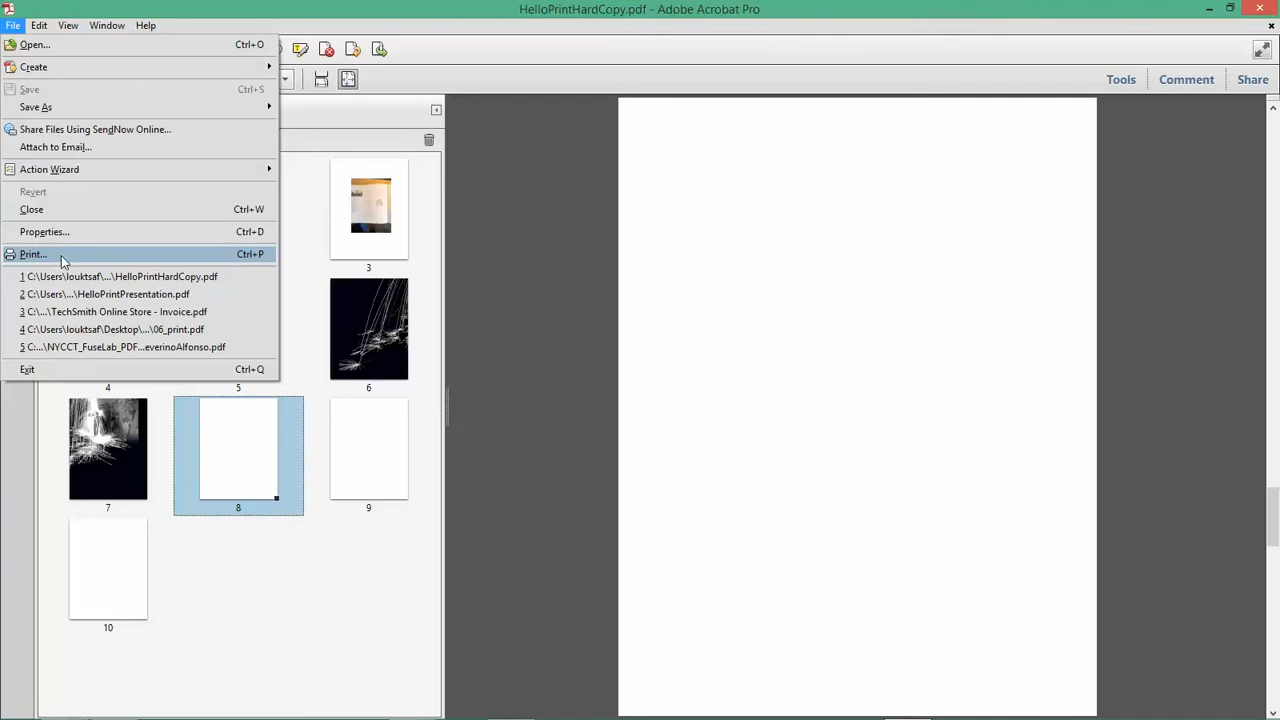 HelloPrintHardCopy.pdf - Adobe Acrobat Pro
File Edit View Window Help
Open... Ctrl+O
Create
Save Ctrl+S
Save As
Share Files Using SendNow Online...
Attach to Email...
Action Wizard
Revert
Close Ctrl+W
Properties... Ctrl+D
Print... Ctrl+P
1 C:\Users\louktsaf\...\HelloPrintHardCopy.pdf
2 C:\Users\...\HelloPrintPresentation.pdf
3 C:\...\TechSmith Online Store - Invoice.pdf
4 C:\Users\louktsaf\Desktop\...\06_print.pdf
5 C:...\NYCCT_FuseLab_PDF...everinoAlfonso.pdf
Exit Ctrl+Q
Tools Comment Share
3
4 5 6
7 8 9
10